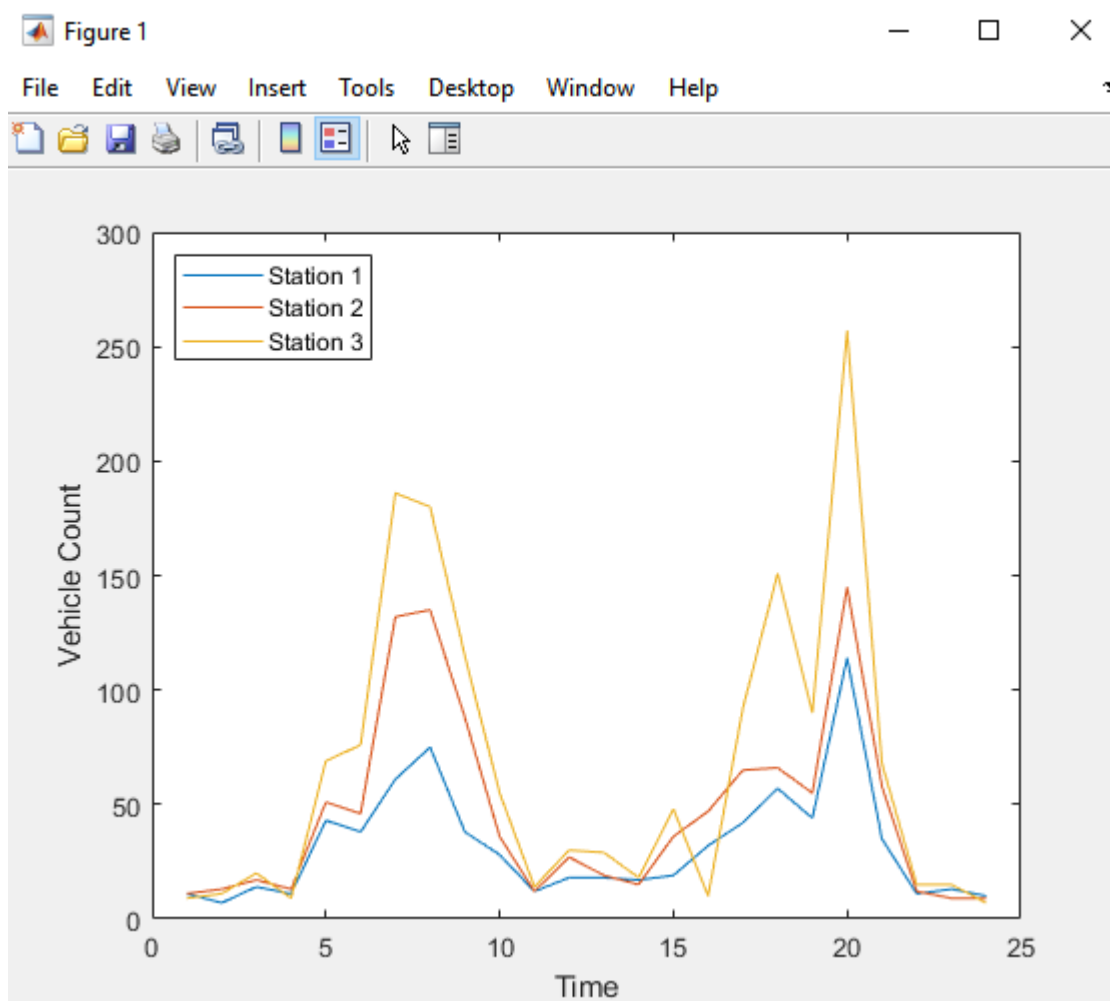 Figure 1
File Edit View Insert Tools Desktop Window Help
300
250
200
150
100
50
0
Vehicle Count
Station 1
Station 2
Station 3
0 5 10 15 20 25
Time